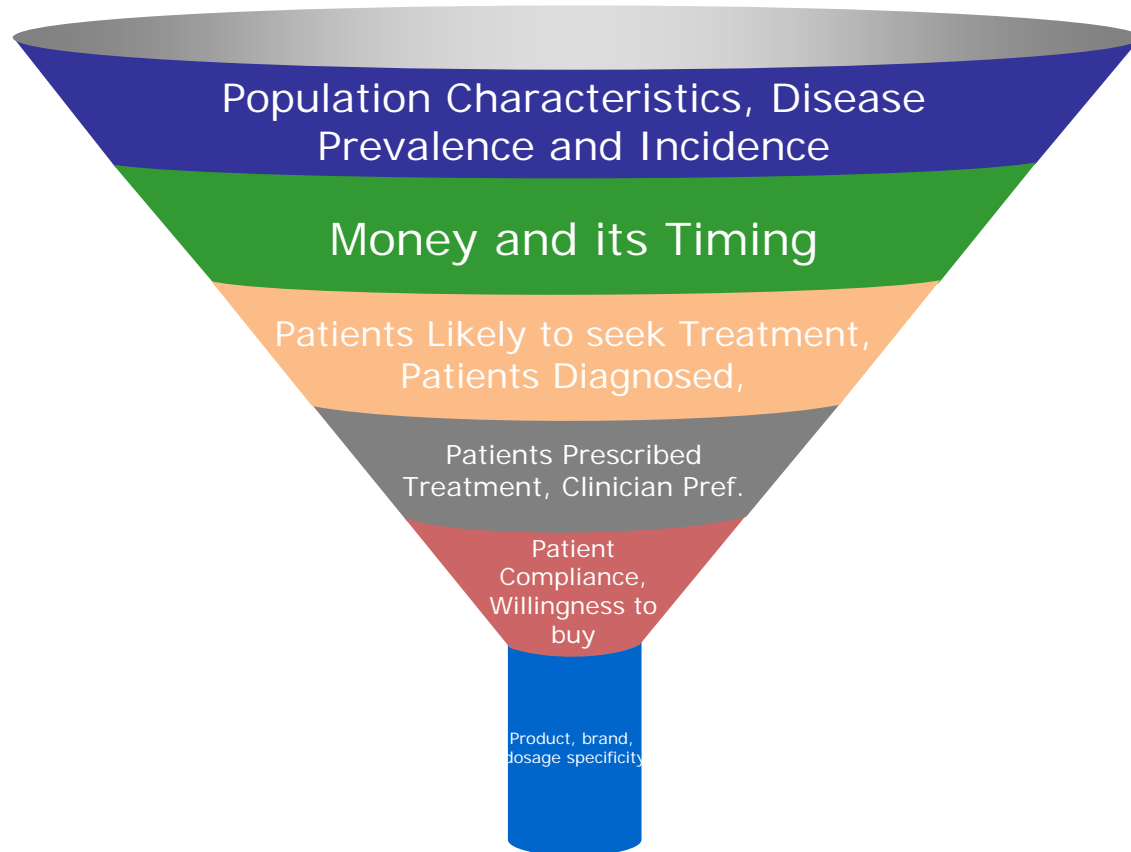 Population Characteristics, Disease
Prevalence and Incidence
Money and its Timing
Patients Likely to seek Treatment,
Patients Diagnosed,
Patients Prescribed
Treatment, Clinician Pref.
Patient
Compliance,
Willingness to
buy
Product, brand,
dosage specificity